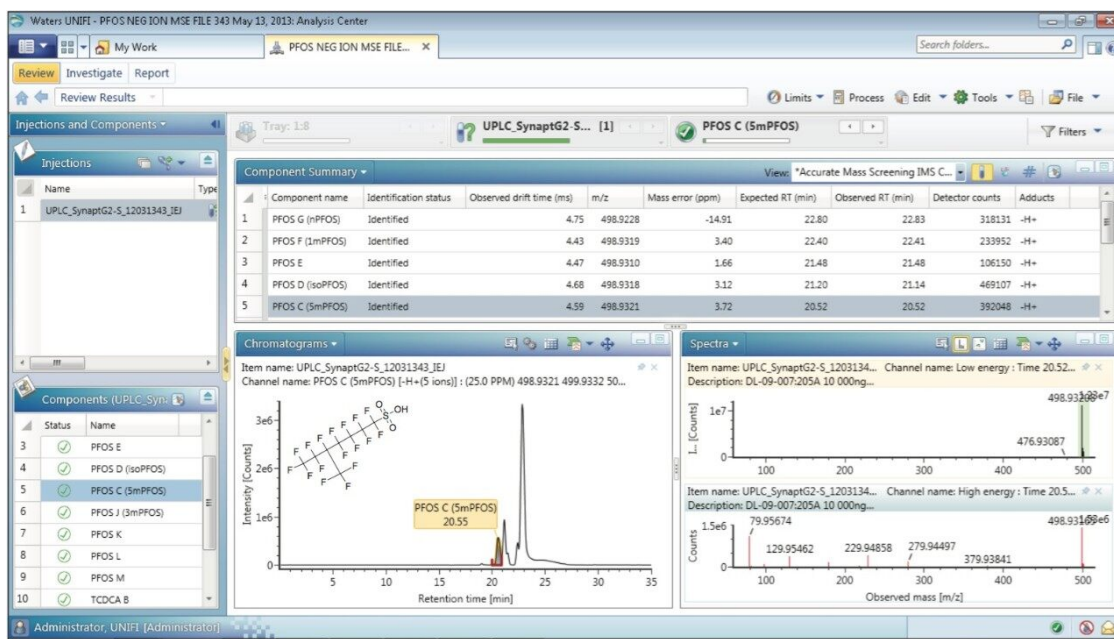 Waters UNIFI - PFOS NEG ION MSE FILE 343 May 13, 2013: Analysis Center
My Work
PFOS NEG ION MSE FILE... ×
Search folders...
Review Investigate Report
Review Results
Limits Process Edit Tools File
Injections and Components
Tray: 1:8
UPLC_SynaptG2-S... [1]
PFOS C (5mPFOS)
Filters
Injections
Name Type
1 UPLC_SynaptG2-S_12031343_IEJ
Component Summary
View: *Accurate Mass Screening IMS C...
Component name Identification status Observed drift time (ms) m/z Mass error (ppm) Expected RT (min) Observed RT (min) Detector counts Adducts
1 PFOS G (nPFOS) Identified 4.75 498.9228 -14.91 22.80 22.83 318131 -H+
2 PFOS F (1mPFOS) Identified 4.43 498.9319 3.40 22.40 22.41 233952 -H+
3 PFOS E Identified 4.47 498.9310 1.66 21.48 21.48 106150 -H+
4 PFOS D (isoPFOS) Identified 4.68 498.9318 3.12 21.20 21.14 469107 -H+
5 PFOS C (5mPFOS) Identified 4.59 498.9321 3.72 20.52 20.52 392048 -H+
Components (UPLC_Syna
Status Name
3 PFOS E
4 PFOS D (isoPFOS)
5 PFOS C (5mPFOS)
6 PFOS J (3mPFOS)
7 PFOS K
8 PFOS L
9 PFOS M
10 TCDCA B
Chromatograms
Item name: UPLC_SynaptG2-S_12031343_IEJ
Channel name: PFOS C (5mPFOS) [-H+(5 ions)] : (25.0 PPM) 498.9321 499.9332 50...
Intensity [Counts]
3e6
2e6
1e6
0
F F F F F F F F F F F F F F F F F
O
S
OH
O
PFOS C (5mPFOS)
20.55
5 10 15 20 25 30 35
Retention time [min]
Spectra
Item name: UPLC_SynaptG2-S_1203134... Channel name: Low energy : Time 20.52...
Description: DL-09-007:205A 10 000ng...
I... [Counts]
1e7
0
476.93087
100 200 300 400 500
Item name: UPLC_SynaptG2-S_1203134... Channel name: High energy : Time 20.5...
Description: DL-09-007:205A 10 000ng...
Counts
1.5e6
0
79.95674
129.95462
229.94858
279.94497
379.93841
100 200 300 400 500
Observed mass [m/z]
Administrator, UNIFI [Administrator]